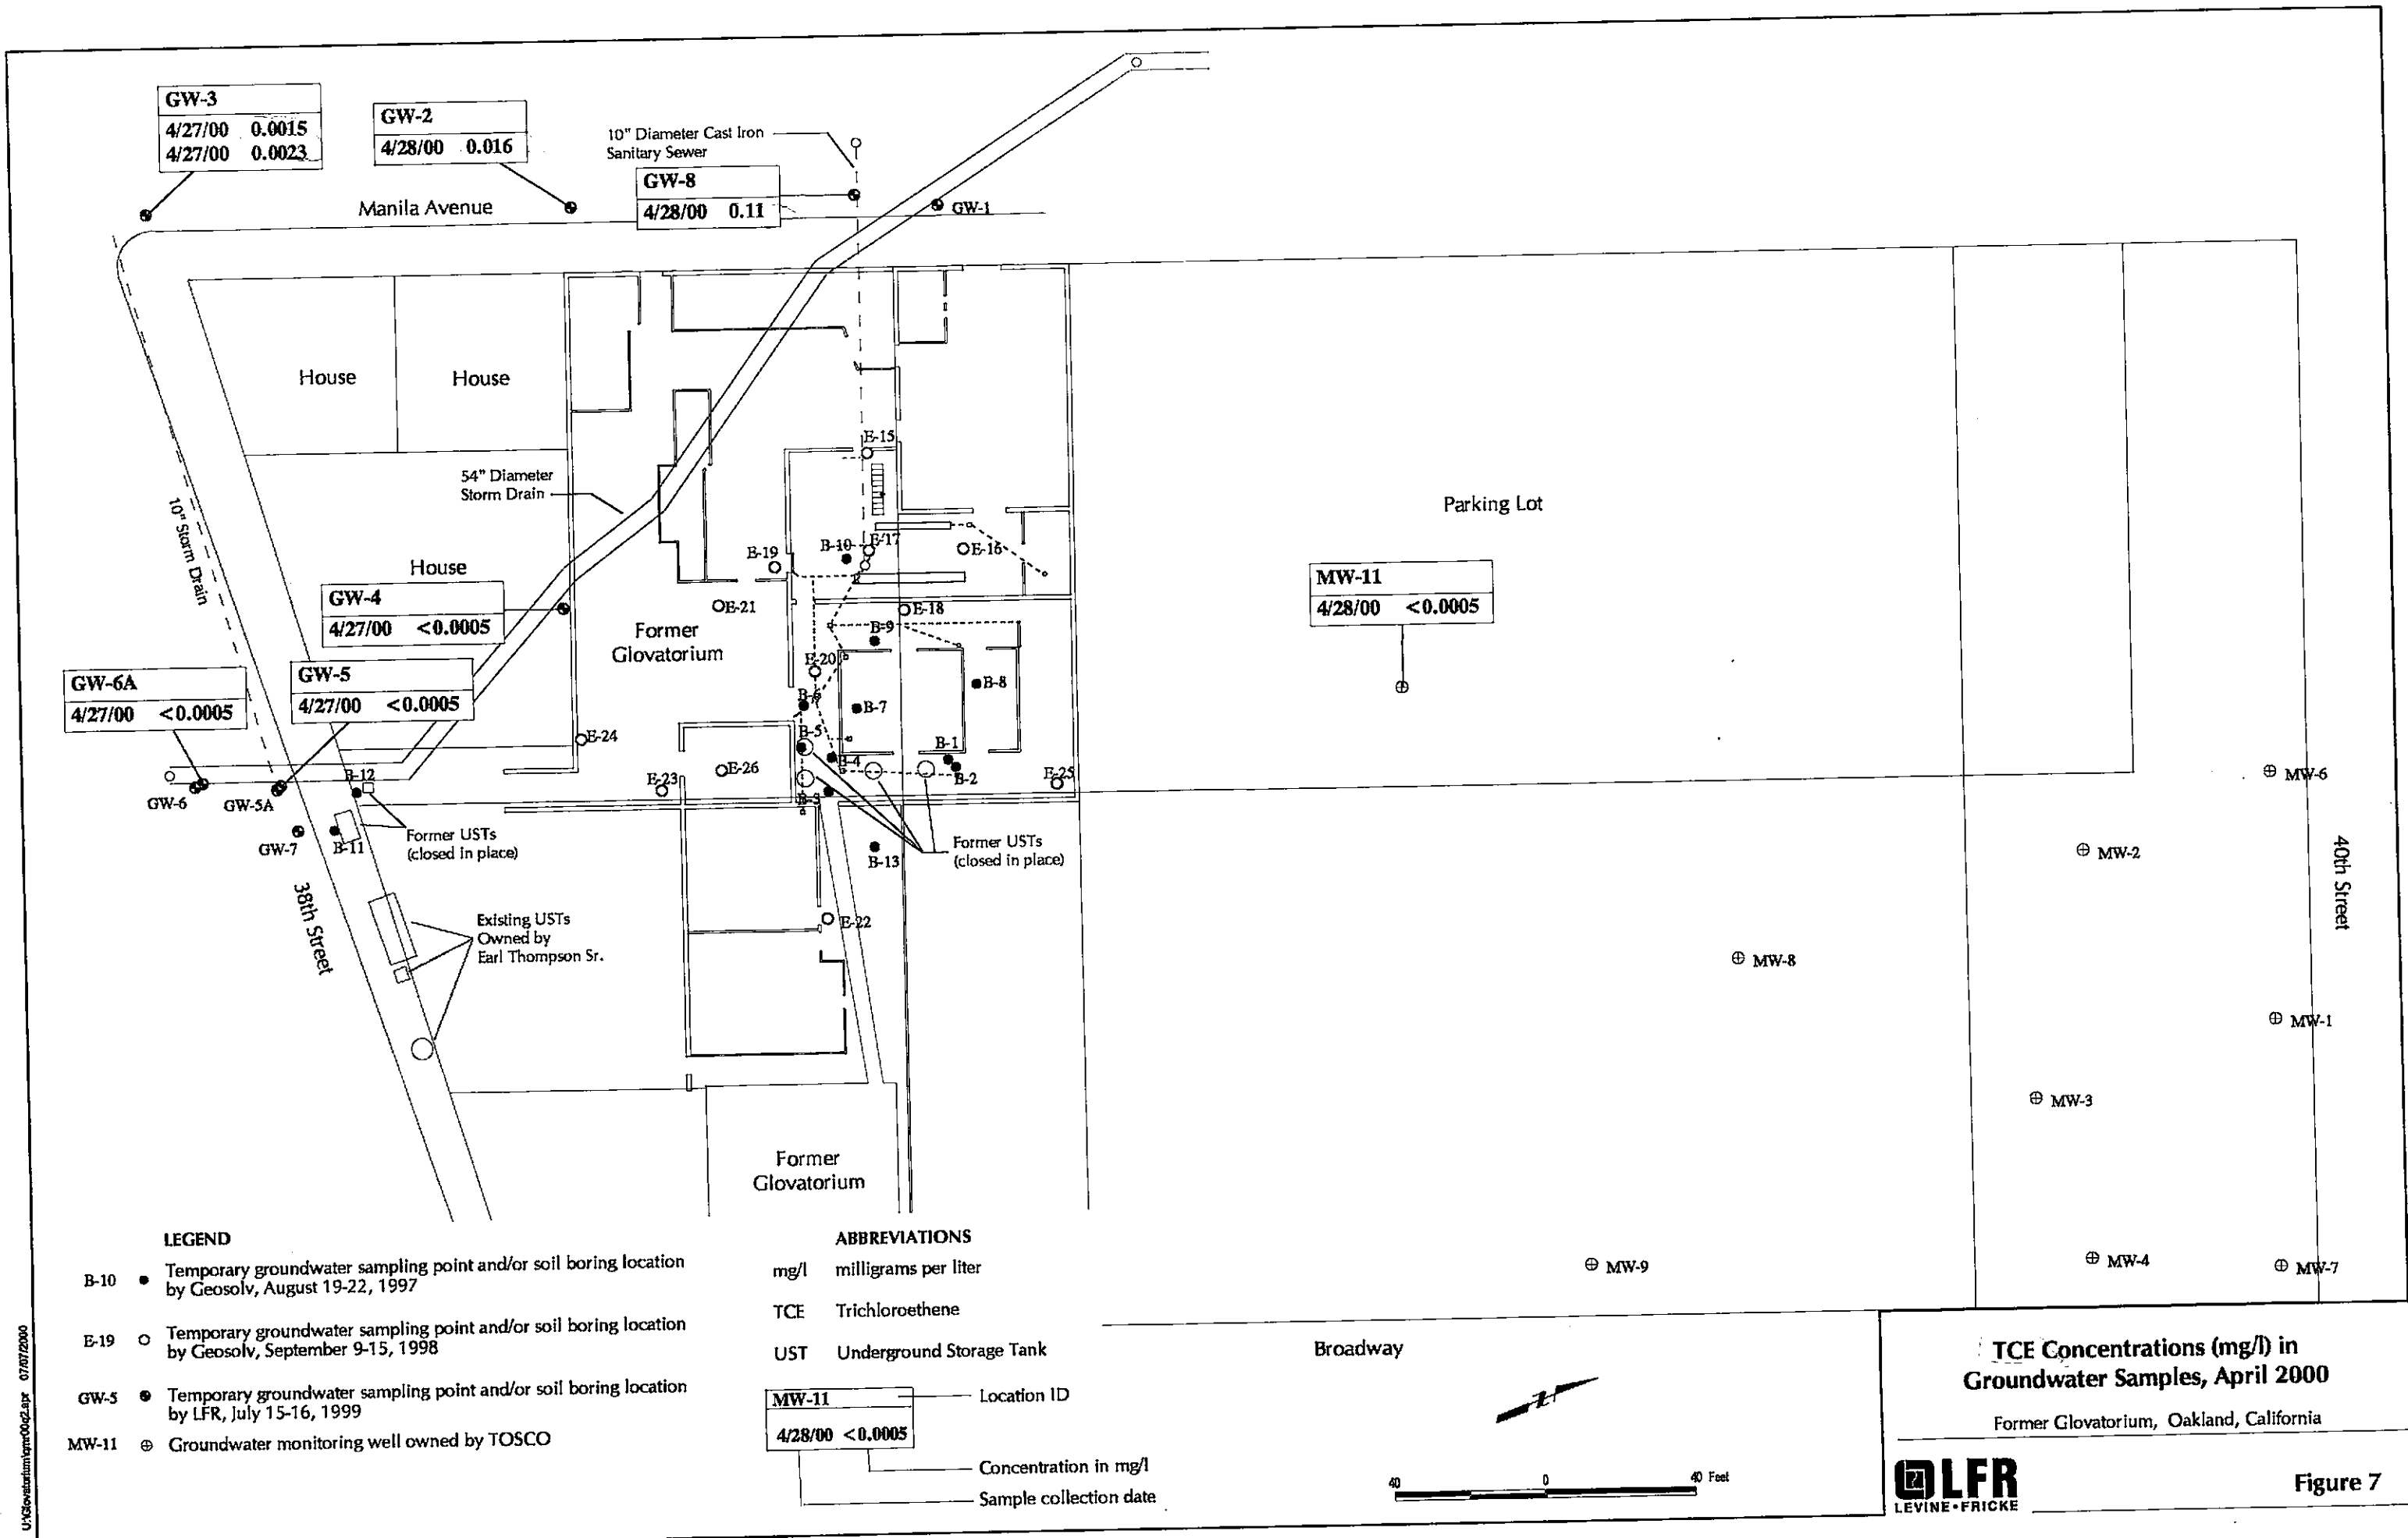 GW-3
4/27/00 0.0015
4/27/00 0.0023
GW-2
4/28/00 0.016
10" Diameter Cast Iron
Sanitary Sewer
GW-8
4/28/00 0.11
Manila Avenue
GW-1
House
House
E-15
54" Diameter
Storm Drain
Parking Lot
10" Storm Drain
E-19
B-10
E-17
E-16
House
GW-4
4/27/00 <0.0005
MW-11
4/28/00 <0.0005
E-21
E-18
Former
Glovatorium
B-9
E-20
GW-6A
4/27/00 <0.0005
GW-5
4/27/00 <0.0005
B-6
B-8
B-7
B-5
E-24
B-1
B-4
B-2
E-26
E-23
E-25
B-12
B-3
MW-6
GW-6
GW-5A
GW-7
B-11
Former USTs
(closed in place)
B-13
Former USTs
(closed in place)
MW-2
40th Street
38th Street
Existing USTs
Owned by
Earl Thompson Sr.
E-22
MW-8
MW-1
MW-3
Former
Glovatorium
MW-9
MW-4
MW-7
LEGEND
B-10 Temporary groundwater sampling point and/or soil boring location
by Geosolv, August 19-22, 1997
E-19 Temporary groundwater sampling point and/or soil boring location
by Geosolv, September 9-15, 1998
GW-5 Temporary groundwater sampling point and/or soil boring location
by LFR, July 15-16, 1999
MW-11 Groundwater monitoring well owned by TOSCO
ABBREVIATIONS
mg/l milligrams per liter
TCE Trichloroethene
UST Underground Storage Tank
MW-11
4/28/00 <0.0005
Location ID
Concentration in mg/l
Sample collection date
Broadway
Z
40 0 40 Feet
TCE Concentrations (mg/l) in
Groundwater Samples, April 2000
Former Glovatorium, Oakland, California
LFR
LEVINE•FRICKE
Figure 7
07/07/2000